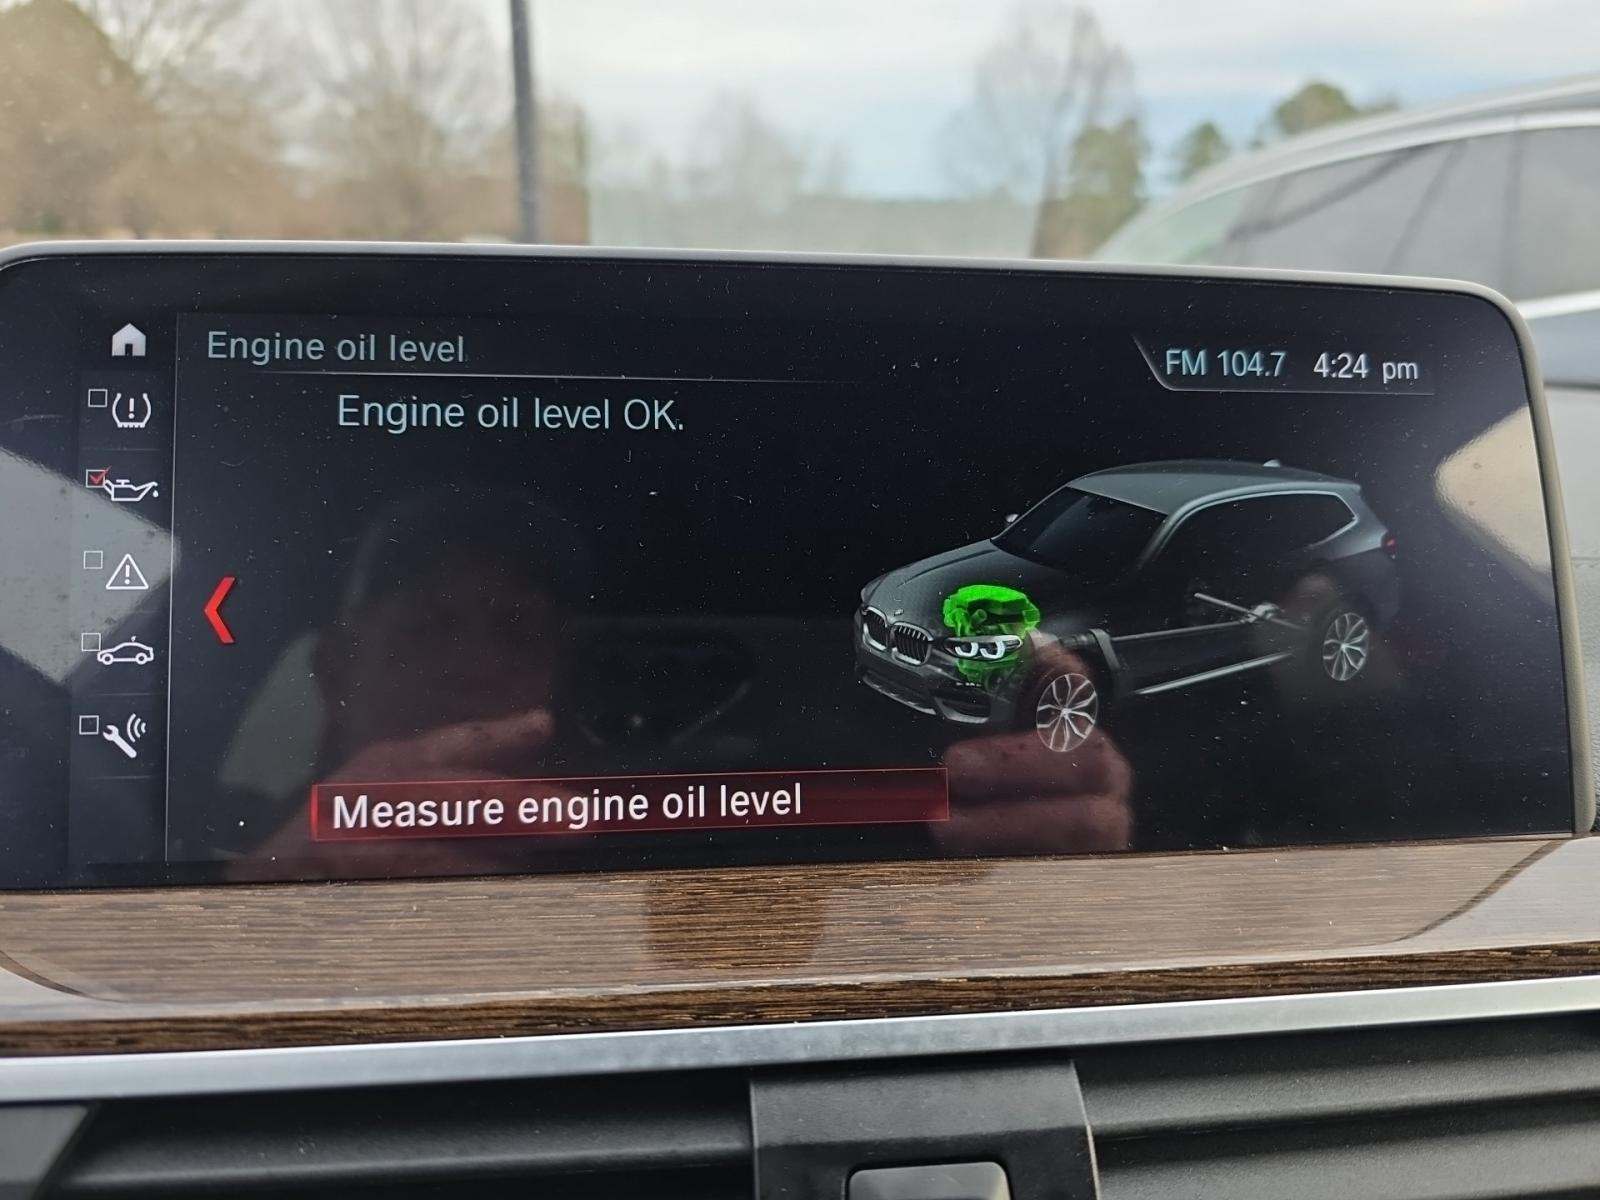 Engine oil level
FM 104.7 4:24 pm
Engine oil level OK.
Measure engine oil level